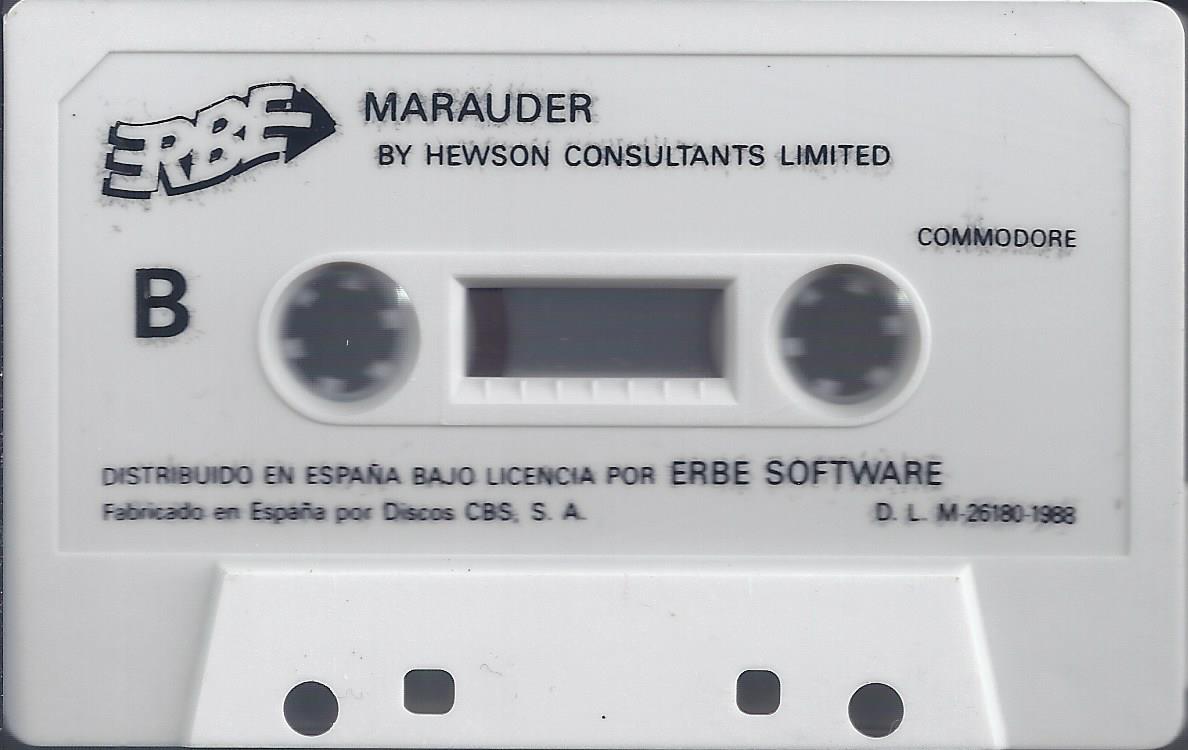 ERBE
MARAUDER
BY HEWSON CONSULTANTS LIMITED
COMMODORE
B
DISTRIBUIDO EN ESPAÑA BAJO LICENCIA POR ERBE SOFTWARE
Fabricado en España por Discos CBS, S. A. D. L. M-26180-1988